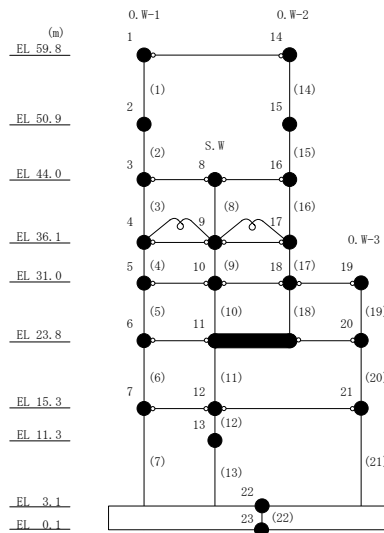 O.W-1 O.W-2
(m) 1 14
EL 59.8
(1) (14)
2 15
EL 50.9
(2) S.W (15)
3 8 16
EL 44.0
(3) (8) (16)
4 9 17
EL 36.1 O.W-3
5 (4) 10 (9) 18 (17) 19
EL 31.0
(5) (10) (18) (19)
6 11 20
EL 23.8
(6) (11) (20)
7 12 21
EL 15.3
13 (12)
EL 11.3
(7) (13) (21)
22
EL 3.1
23 (22)
EL 0.1